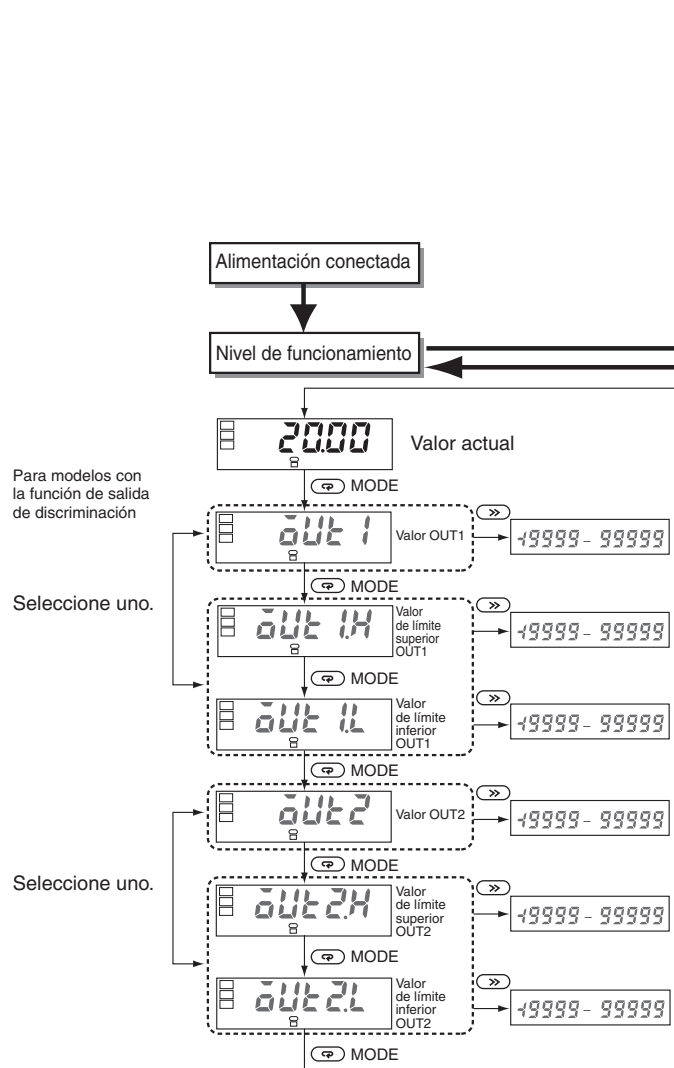 Alimentación conectada
Nivel de funcionamiento
20.00
Valor actual
Para modelos con
la función de salida
de discriminación
MODE
OUt 1
Valor OUT1
-19999 - 99999
Seleccione uno.
MODE
OUt 1.H
Valor
de límite
superior
OUT1
-19999 - 99999
MODE
OUt 1.L
Valor
de límite
inferior
OUT1
-19999 - 99999
MODE
OUt 2
Valor OUT2
-19999 - 99999
Seleccione uno.
MODE
OUt 2.H
Valor
de límite
superior
OUT2
-19999 - 99999
MODE
OUt 2.L
Valor
de límite
inferior
OUT2
-19999 - 99999
MODE